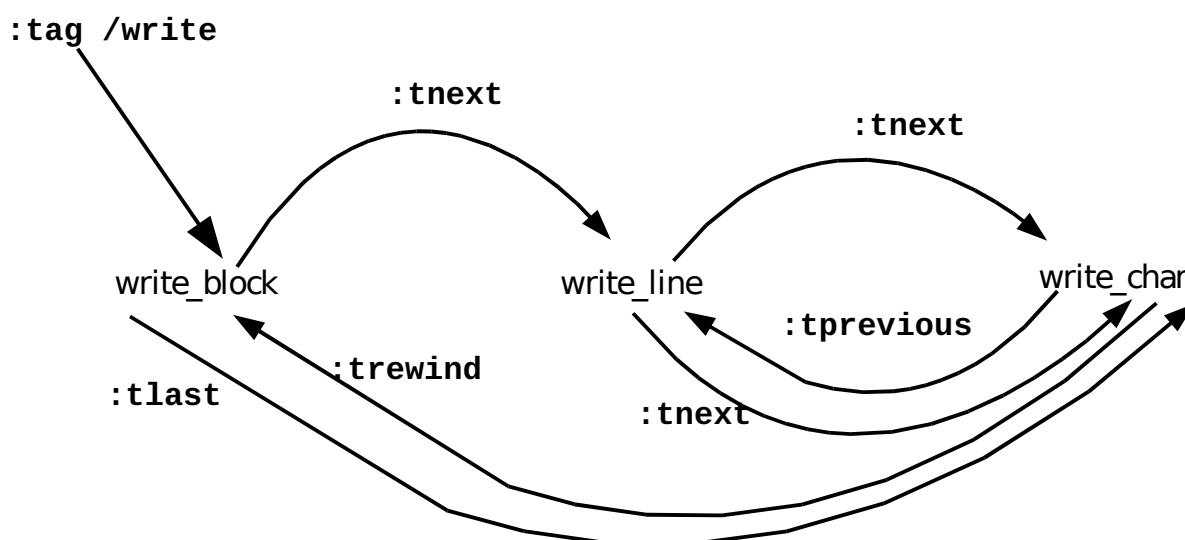 :tag /write
:tnext
:tnext
write_block
write_line
write_char
:tprevious
:trewind
:tlast
:tnext